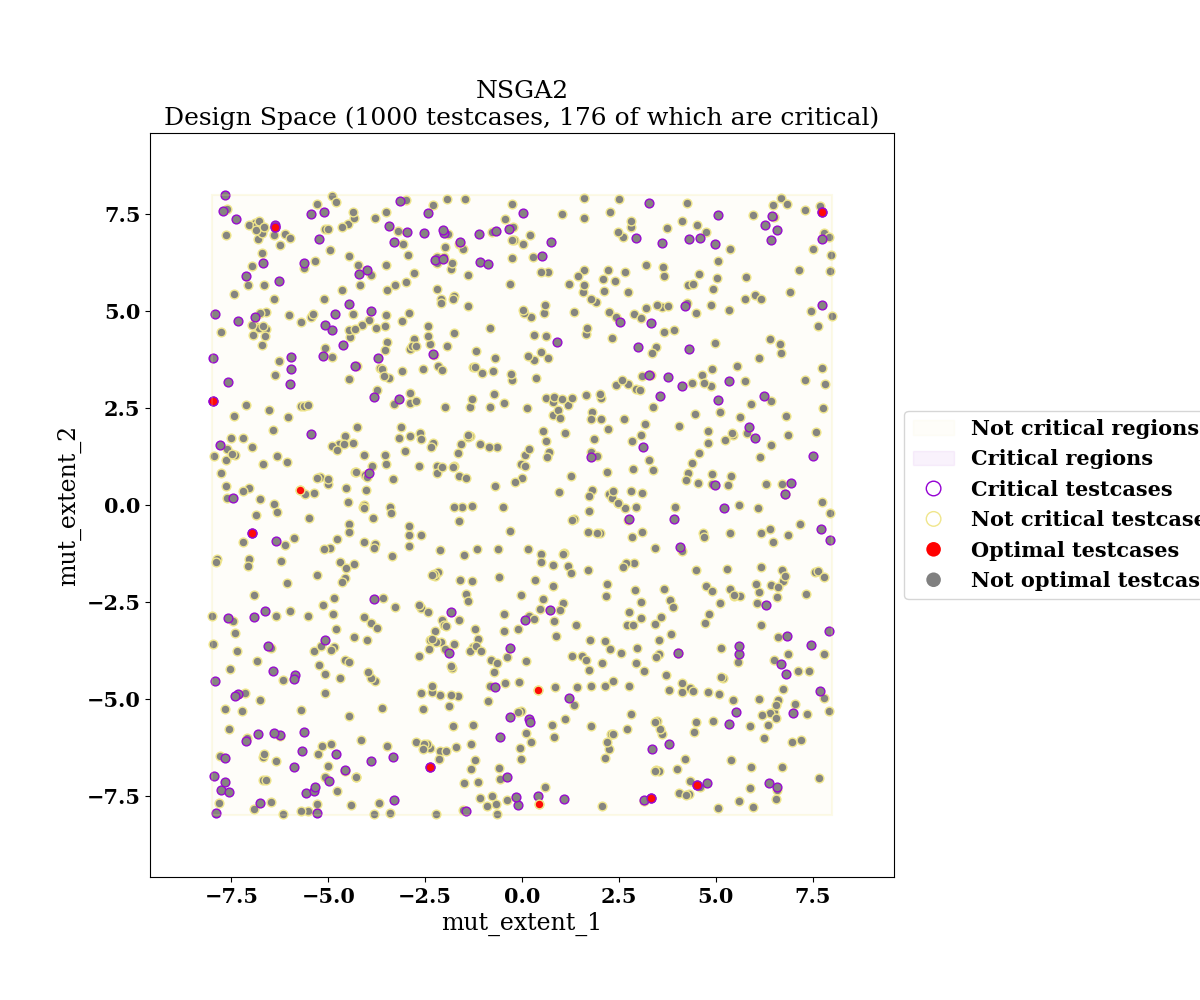 NSGA2
Design Space (1000 testcases, 176 of which are critical)
mut_extent_2
7.5
5.0
2.5
0.0
−2.5
−5.0
−7.5
−7.5 −5.0 −2.5 0.0 2.5 5.0 7.5
mut_extent_1
Not critical regions
Critical regions
Critical testcases
Not critical testcase
Optimal testcases
Not optimal testcas